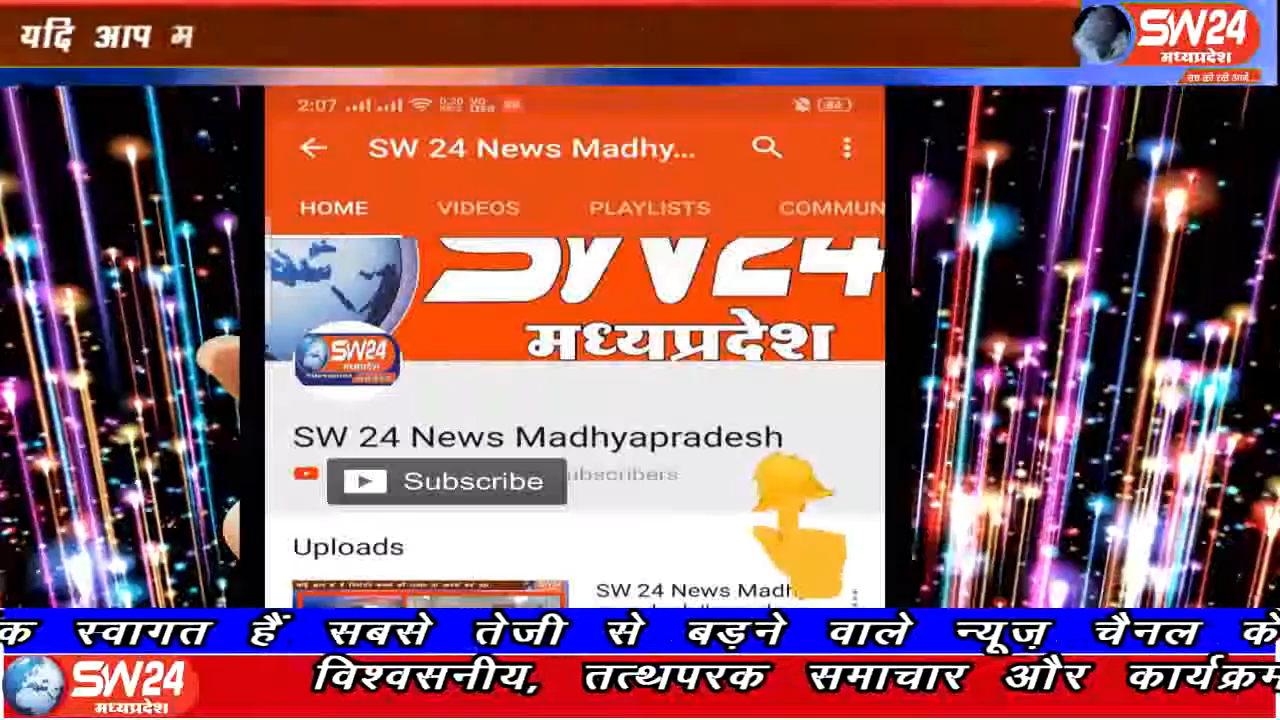 यदि आप म
SW24
मध्यप्रदेश
2:07
SW 24 News Madhy...
HOME VIDEOS PLAYLISTS COMMUN
SW24
मध्यप्रदेश
SW24
SW 24 News Madhyapradesh
Subscribe ubscribers
Uploads
SW 24 News Madh
क स्वागत हैं सबसे तेजी से बड़ने वाले न्यूज़ चैनल के
विश्वसनीय, तत्थपरक समाचार और कार्यक्रम
SW24
मध्यप्रदेश